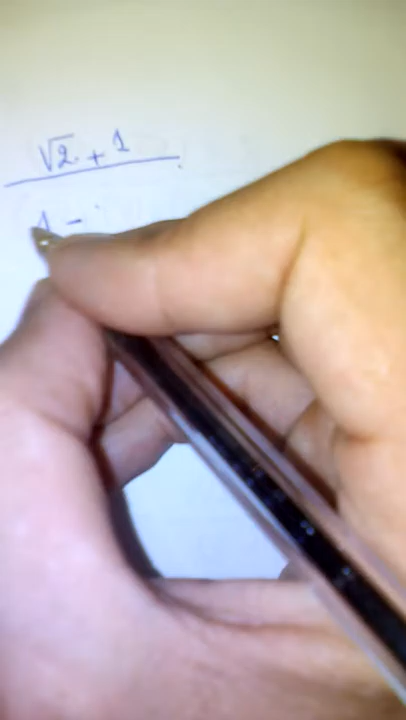 √2 + 1
1 -